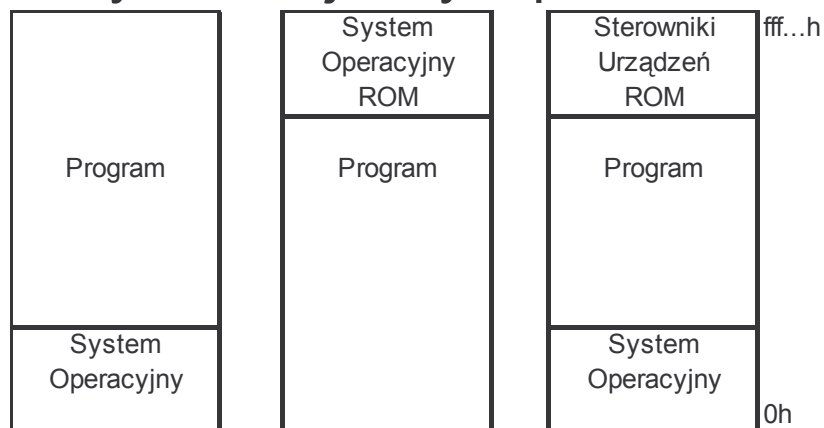 Program
System
Operacyjny
System
Operacyjny
ROM
Program
Sterowniki
Urządzeń
ROM
Program
System
Operacyjny
fff...h
0h